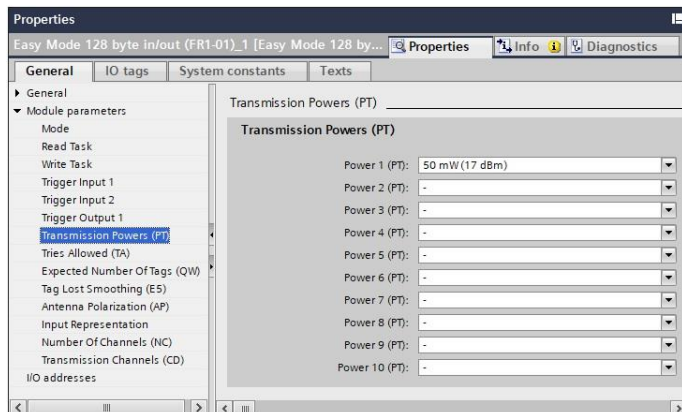 Properties
Easy Mode 128 byte in/out (FR1-01)_1 [Easy Mode 128 by...
Properties
Info
Diagnostics
General
IO tags
System constants
Texts
General
Module parameters
Mode
Read Task
Write Task
Trigger Input 1
Trigger Input 2
Trigger Output 1
Transmission Powers (PT)
Tries Allowed (TA)
Expected Number Of Tags (QW)
Tag Lost Smoothing (E5)
Antenna Polarization (AP)
Input Representation
Number Of Channels (NC)
Transmission Channels (CD)
I/O addresses
Transmission Powers (PT)
Transmission Powers (PT)
Power 1 (PT): 50 mW (17 dBm)
Power 2 (PT): -
Power 3 (PT): -
Power 4 (PT): -
Power 5 (PT): -
Power 6 (PT): -
Power 7 (PT): -
Power 8 (PT): -
Power 9 (PT): -
Power 10 (PT): -